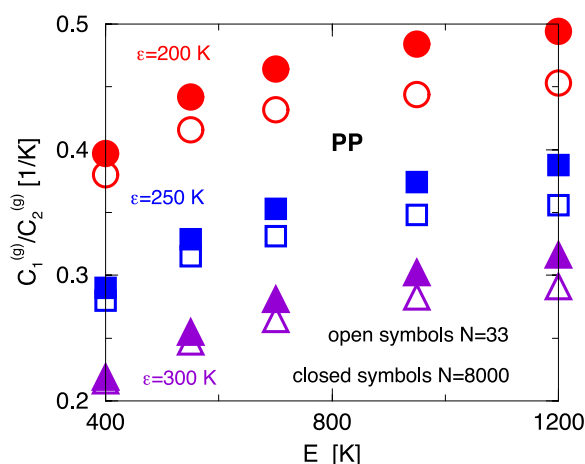 0.5
ε=200 K
0.4
PP
C₁⁽ᵍ⁾/C₂⁽ᵍ⁾ [1/K]
ε=250 K
0.3
open symbols N=33
ε=300 K
closed symbols N=8000
0.2
400 800 1200
E [K]